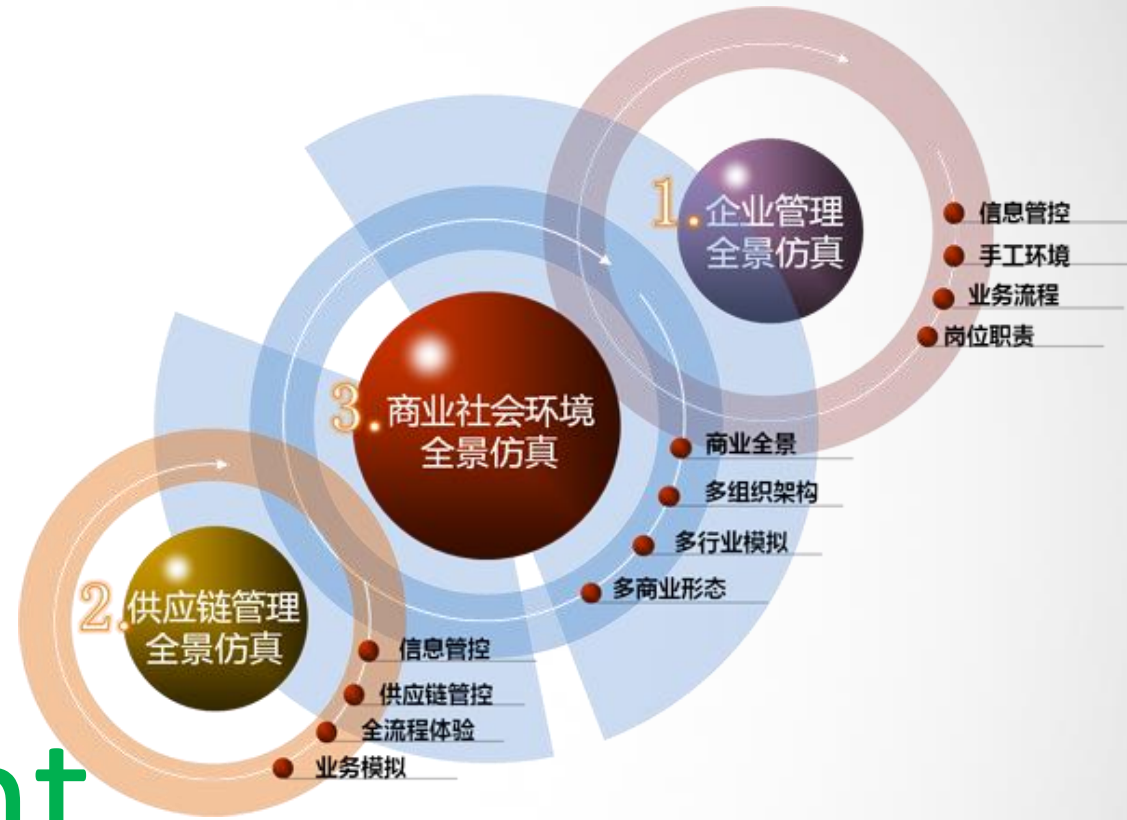 1.
企业管理
全景仿真
信息管控
手工环境
业务流程
岗位职责
3.
商业社会环境
全景仿真
商业全景
多组织架构
多行业模拟
多商业形态
2.
供应链管理
全景仿真
信息管控
供应链管控
全流程体验
业务模拟
nt